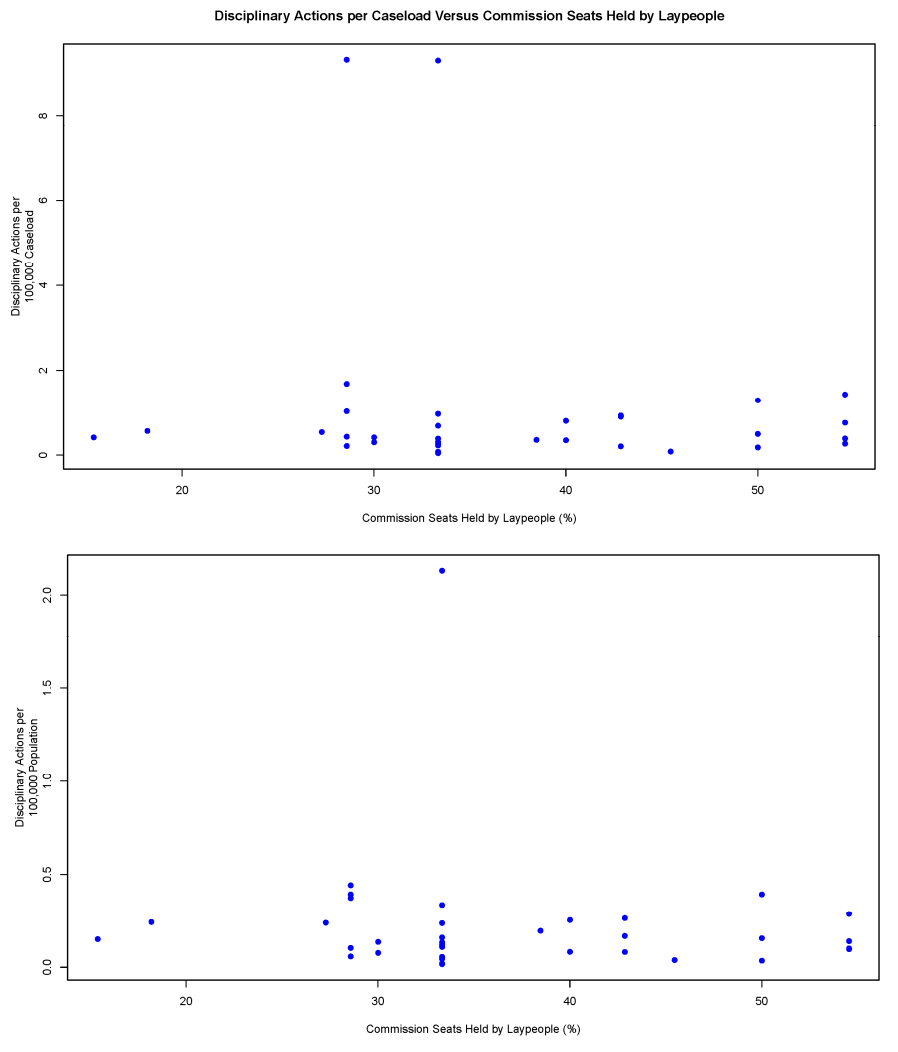 Disciplinary Actions per Caseload Versus Commission Seats Held by Laypeople
Disciplinary Actions per
100,000 Caseload
8
6
4
2
0
20 30 40 50
Commission Seats Held by Laypeople (%)
Disciplinary Actions per
100,000 Population
2.0
1.5
1.0
0.5
0.0
20 30 40 50
Commission Seats Held by Laypeople (%)